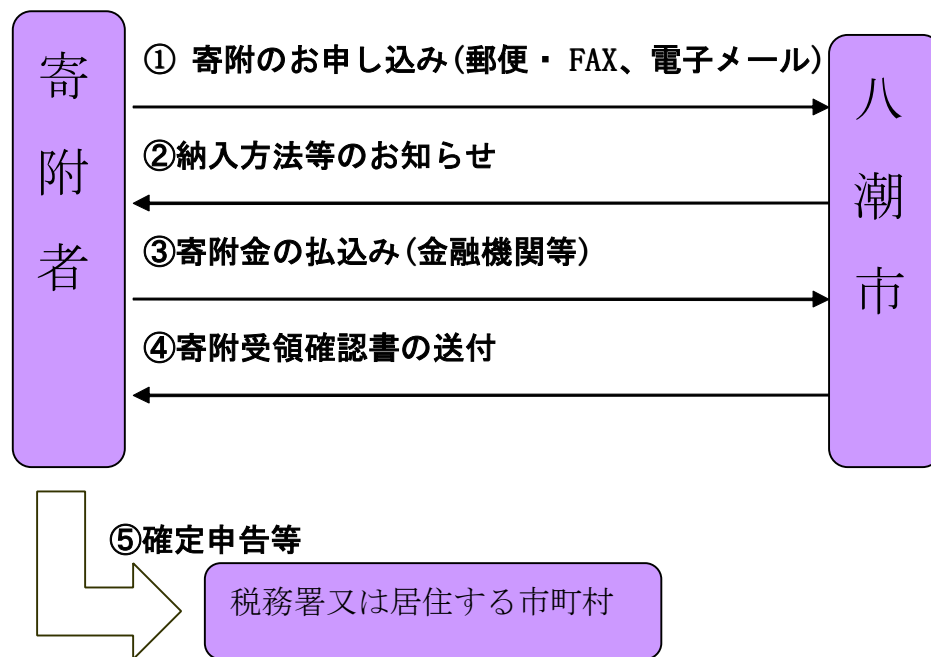 寄附者
① 寄附のお申し込み(郵便・FAX、電子メール)
②納入方法等のお知らせ
③寄附金の払込み(金融機関等)
④寄附受領確認書の送付
八潮市
⑤確定申告等
税務署又は居住する市町村